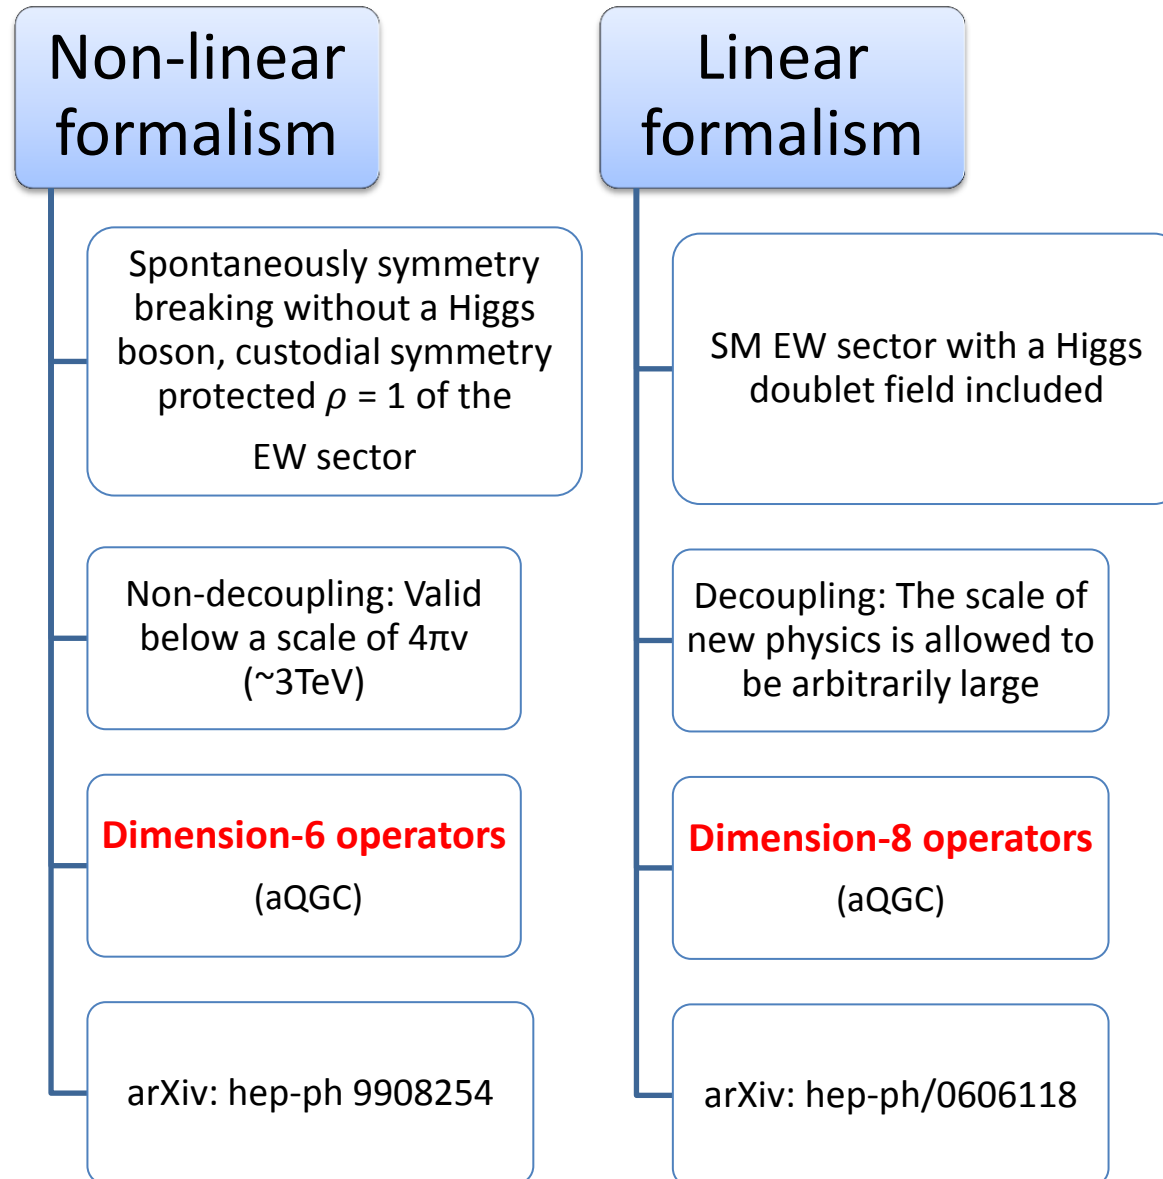 Non-linear
formalism
Spontaneously symmetry
breaking without a Higgs
boson, custodial symmetry
protected ρ = 1 of the
EW sector
Non-decoupling: Valid
below a scale of 4πv
(~3TeV)
Dimension-6 operators
(aQGC)
arXiv: hep-ph 9908254
Linear
formalism
SM EW sector with a Higgs
doublet field included
Decoupling: The scale of
new physics is allowed to
be arbitrarily large
Dimension-8 operators
(aQGC)
arXiv: hep-ph/0606118